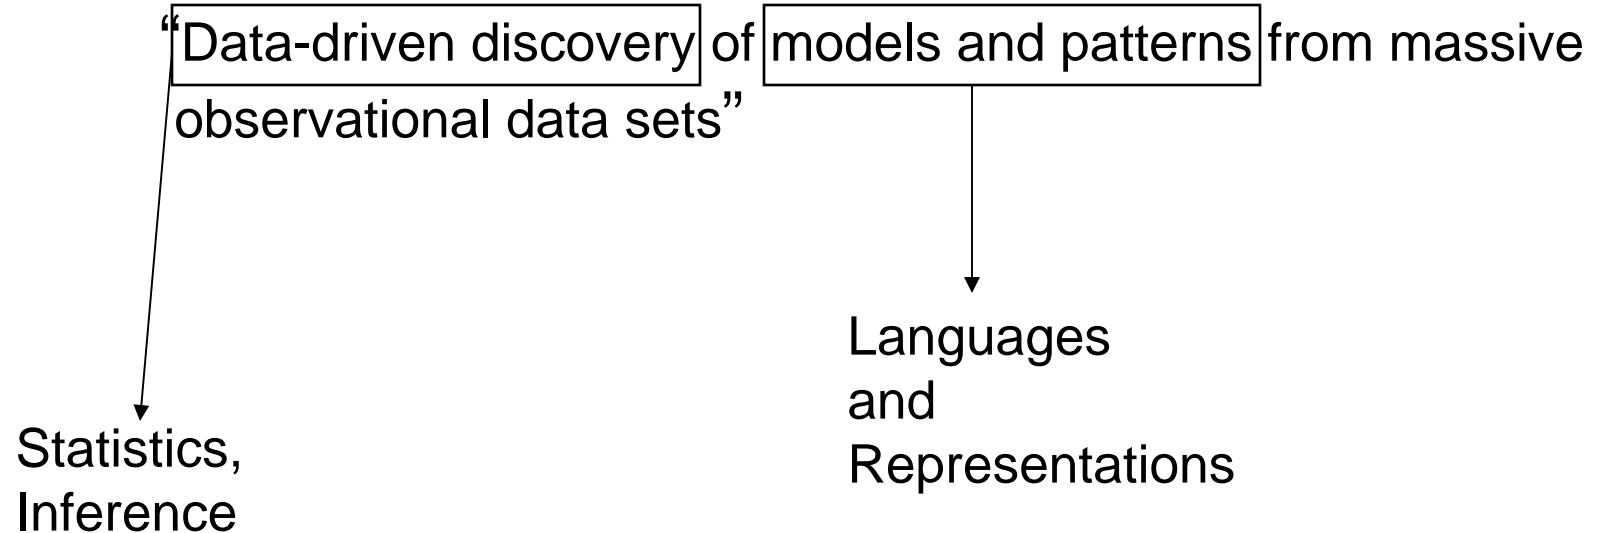 “Data-driven discovery of models and patterns from massive
observational data sets”
Languages
and
Representations
Statistics,
Inference